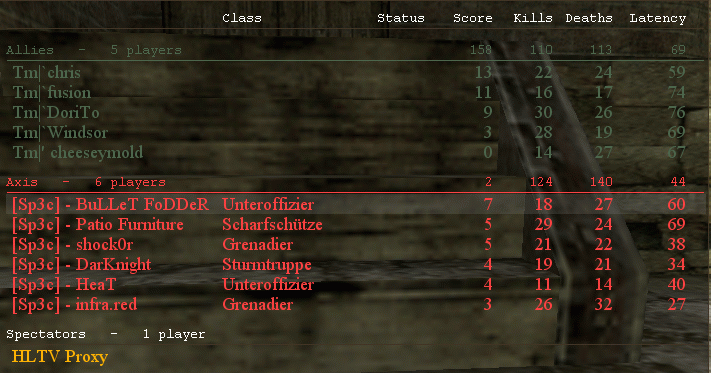 Class Status Score Kills Deaths Latency
Allies - 5 players 158 110 113 69
Tm|`chris 13 22 24 59
Tm|`fusion 11 16 17 74
Tm|`DoriTo 9 30 26 76
Tm|`Windsor 3 28 19 69
Tm|' cheeseymold 0 14 27 67
Axis - 6 players 2 124 140 44
[Sp3c] - BuLLeT FoDDeR Unteroffizier 7 18 27 60
[Sp3c] - Patio Furniture Scharfschütze 5 29 24 69
[Sp3c] - shock0r Grenadier 5 21 22 38
[Sp3c] - DarKnight Sturmtruppe 4 19 21 34
[Sp3c] - HeaT Unteroffizier 4 11 14 40
[Sp3c] - infra.red Grenadier 3 26 32 27
Spectators - 1 player
HLTV Proxy